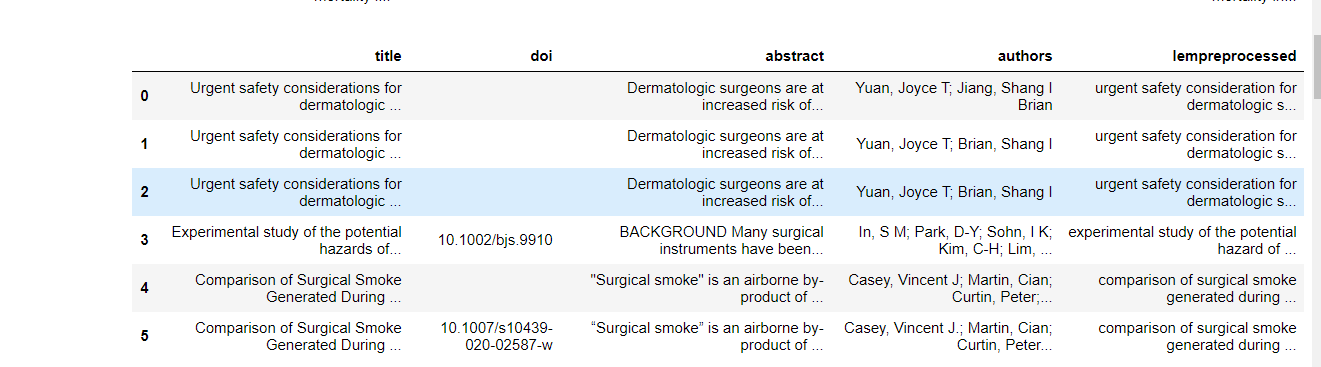 title doi abstract authors lempreprocessed
0 Urgent safety considerations for Dermatologic surgeons are at Yuan, Joyce T; Jiang, Shang I urgent safety consideration for
dermatologic ... increased risk of... Brian dermatologic s...
1 Urgent safety considerations for Dermatologic surgeons are at Yuan, Joyce T; Brian, Shang I urgent safety consideration for
dermatologic ... increased risk of... dermatologic s...
2 Urgent safety considerations for Dermatologic surgeons are at Yuan, Joyce T; Brian, Shang I urgent safety consideration for
dermatologic ... increased risk of... dermatologic s...
3 Experimental study of the potential 10.1002/bjs.9910 BACKGROUND Many surgical In, S M; Park, D-Y; Sohn, I K; experimental study of the potential
hazards of... instruments have been... Kim, C-H; Lim, ... hazard of ...
4 Comparison of Surgical Smoke "Surgical smoke" is an airborne by- Casey, Vincent J; Martin, Cian; comparison of surgical smoke
Generated During ... product of ... Curtin, Peter;... generated during ...
5 Comparison of Surgical Smoke 10.1007/s10439- “Surgical smoke” is an airborne by- Casey, Vincent J.; Martin, Cian; comparison of surgical smoke
Generated During ... 020-02587-w product of ... Curtin, Peter... generated during ...